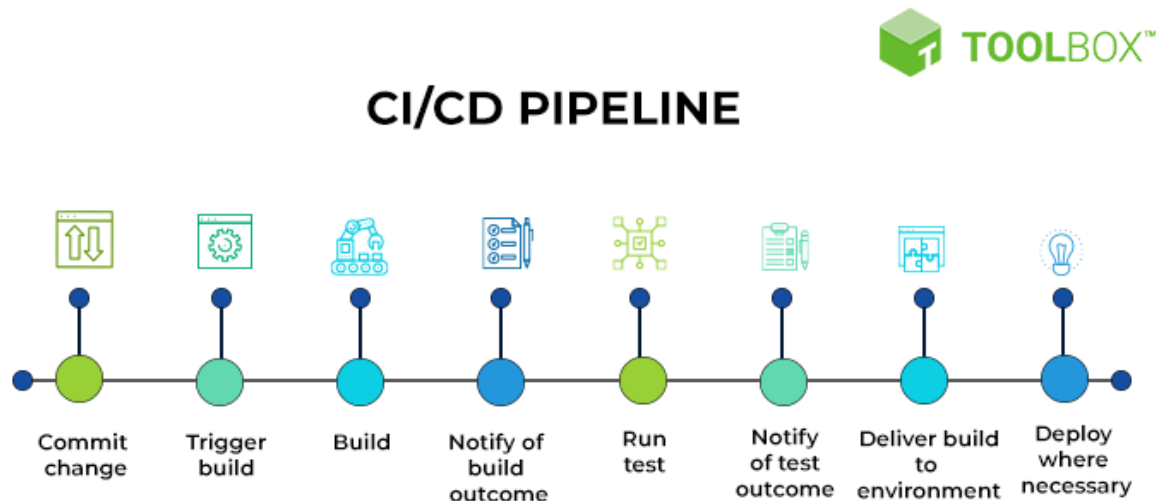 TOOLBOX™
CI/CD PIPELINE
Commit
change
Trigger
build
Build
Notify of
build
outcome
Run
test
Notify
of test
outcome
Deliver build
to
environment
Deploy
where
necessary